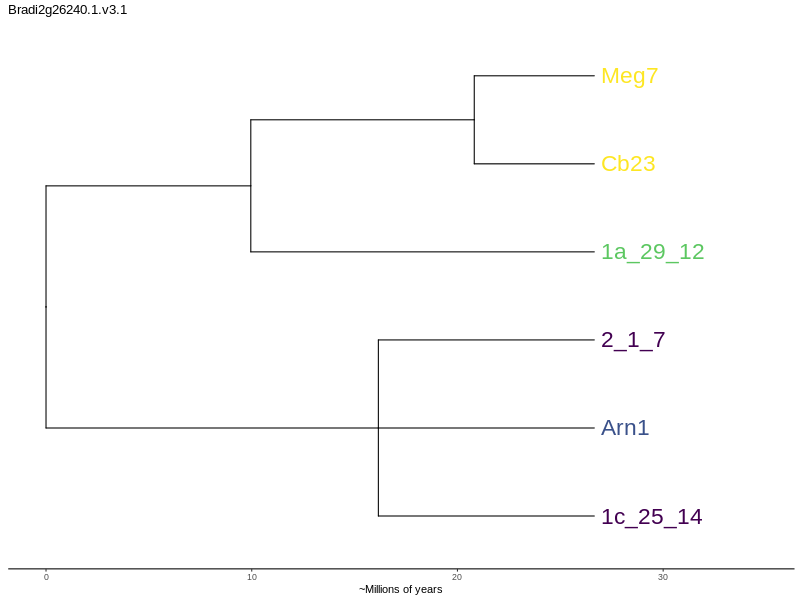 Bradi2g26240.1.v3.1
Meg7
Cb23
1a_29_12
2_1_7
Arn1
1c_25_14
0 10 20 30
~Millions of years